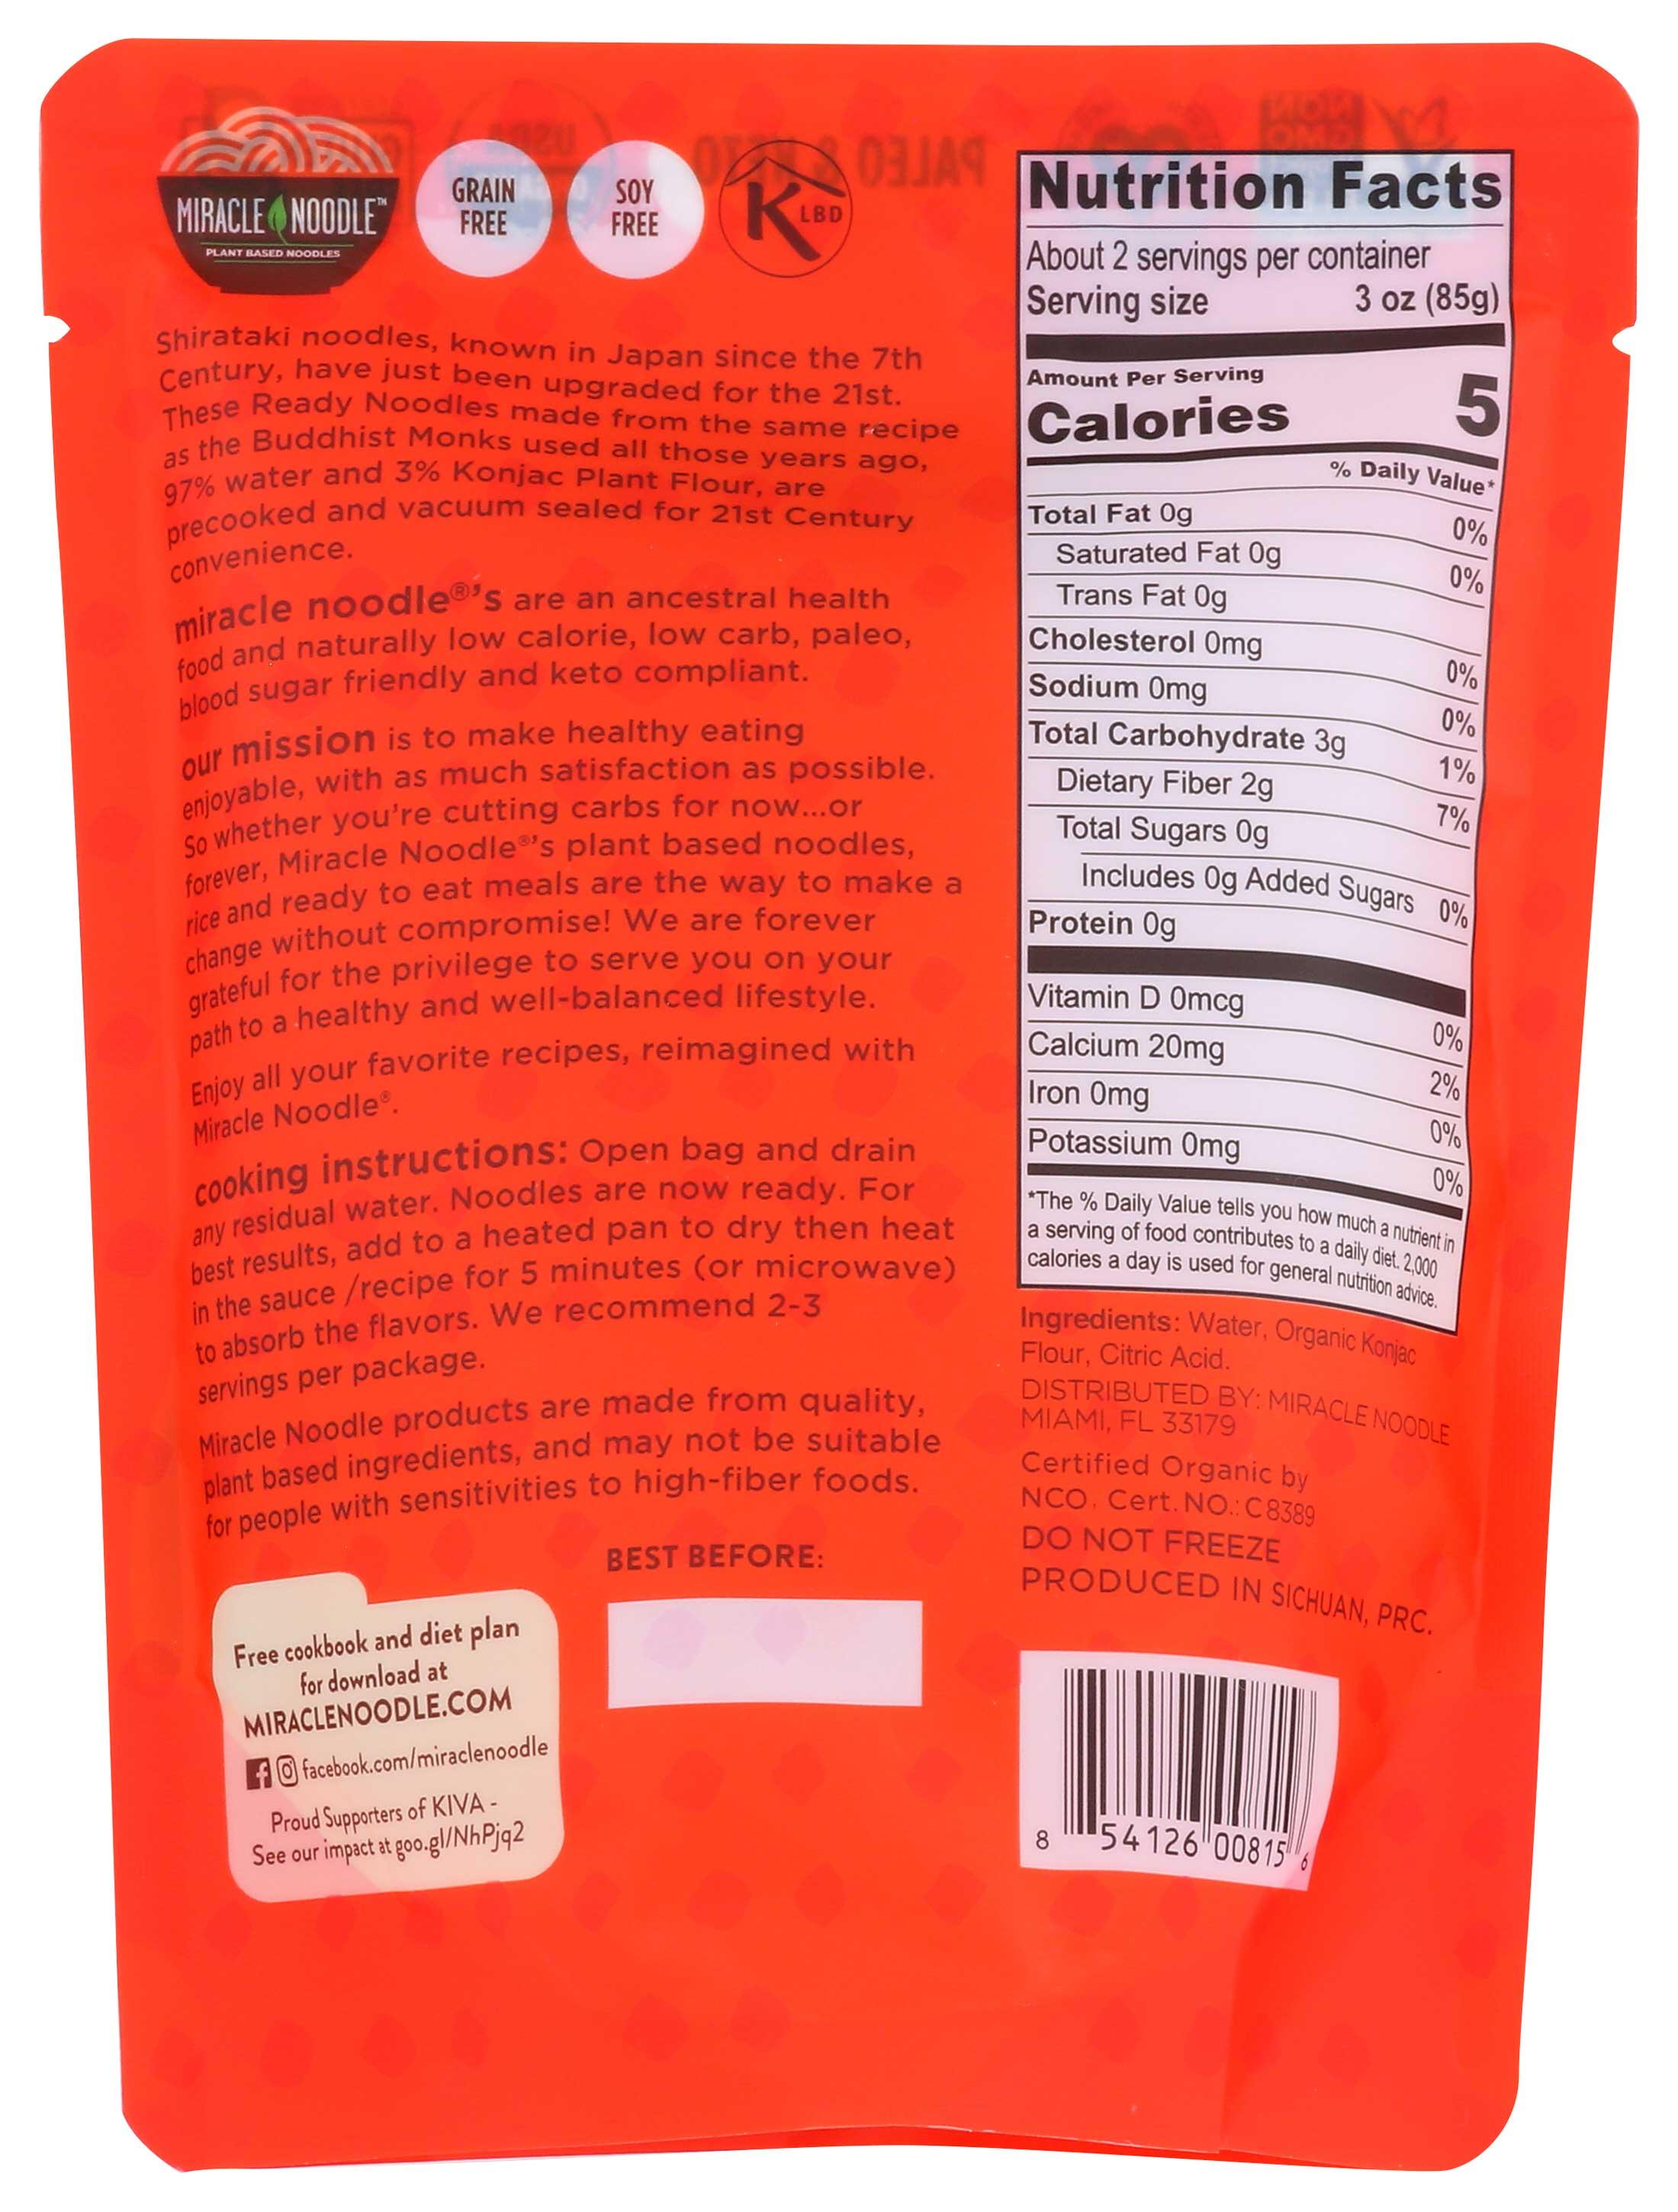 MIRACLE NOODLE™
PLANT BASED NOODLES
GRAIN
FREE
SOY
FREE
K LBD
PALEO & KETO
USDA
NON
GMO
Shirataki noodles, known in Japan since the 7th
Century, have just been upgraded for the 21st.
These Ready Noodles made from the same recipe
as the Buddhist Monks used all those years ago,
97% water and 3% Konjac Plant Flour, are
precooked and vacuum sealed for 21st Century
convenience.
miracle noodle®'s are an ancestral health
food and naturally low calorie, low carb, paleo,
blood sugar friendly and keto compliant.
our mission is to make healthy eating
enjoyable, with as much satisfaction as possible.
So whether you're cutting carbs for now...or
forever, Miracle Noodle®'s plant based noodles,
rice and ready to eat meals are the way to make a
change without compromise! We are forever
grateful for the privilege to serve you on your
path to a healthy and well-balanced lifestyle.
Enjoy all your favorite recipes, reimagined with
Miracle Noodle®.
cooking instructions: Open bag and drain
any residual water. Noodles are now ready. For
best results, add to a heated pan to dry then heat
in the sauce /recipe for 5 minutes (or microwave)
to absorb the flavors. We recommend 2-3
servings per package.
Miracle Noodle products are made from quality,
plant based ingredients, and may not be suitable
for people with sensitivities to high-fiber foods.
BEST BEFORE:
Free cookbook and diet plan
for download at
MIRACLENOODLE.COM
facebook.com/miraclenoodle
Proud Supporters of KIVA -
See our impact at goo.gl/NhPjq2
Nutrition Facts
About 2 servings per container
Serving size 3 oz (85g)
Amount Per Serving
Calories 5
% Daily Value*
Total Fat 0g 0%
Saturated Fat 0g 0%
Trans Fat 0g
Cholesterol 0mg 0%
Sodium 0mg 0%
Total Carbohydrate 3g 1%
Dietary Fiber 2g 7%
Total Sugars 0g
Includes 0g Added Sugars 0%
Protein 0g
Vitamin D 0mcg 0%
Calcium 20mg 2%
Iron 0mg 0%
Potassium 0mg 0%
*The % Daily Value tells you how much a nutrient in
a serving of food contributes to a daily diet. 2,000
calories a day is used for general nutrition advice.
Ingredients: Water, Organic Konjac
Flour, Citric Acid.
DISTRIBUTED BY: MIRACLE NOODLE
MIAMI, FL 33179
Certified Organic by
NCO. Cert. NO.: C8389
DO NOT FREEZE
PRODUCED IN SICHUAN, PRC.
8 54126 00815 6